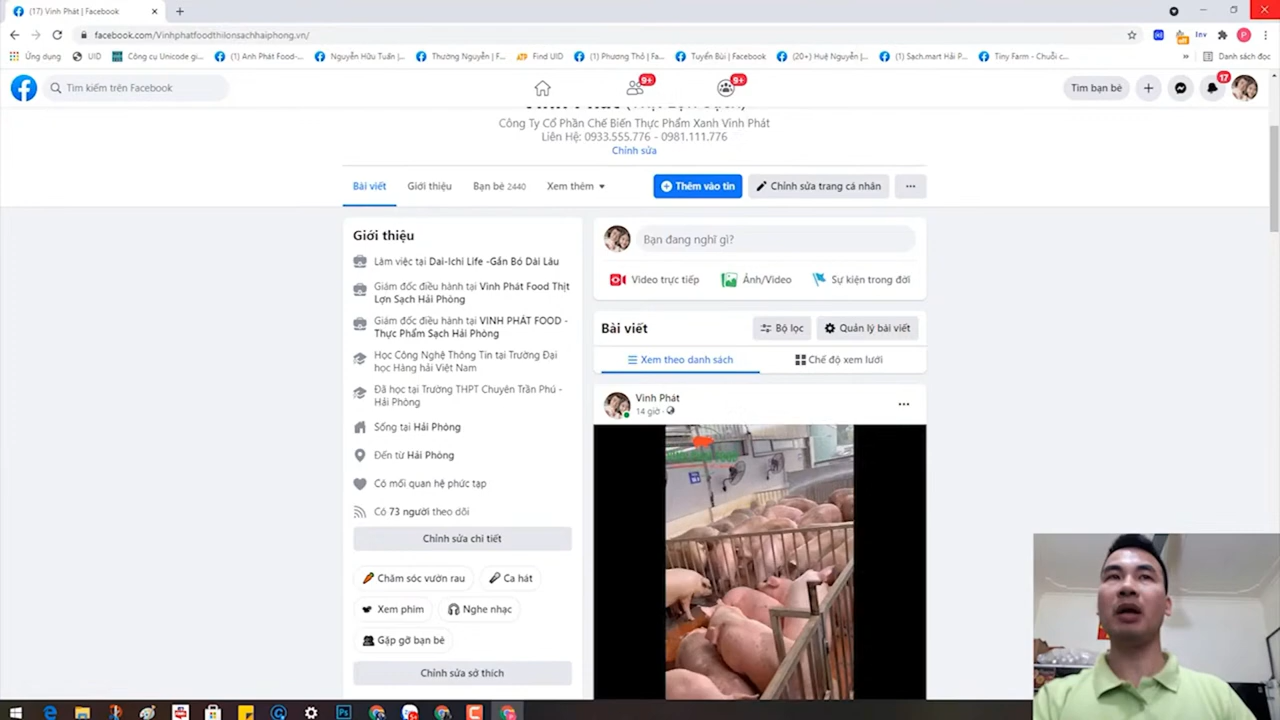 (17) Vinh Phát | Facebook
facebook.com/Vinhphatfoodthilonsachhaiphong.vn/
Ứng dụng
UID
Công cụ Unicode gi...
(1) Anh Phát Food-...
Nguyễn Hữu Tuấn |...
Thương Nguyễn | F...
Find UID
(1) Phương Thỏ | Fa...
Tuyển Bùi | Facebook
(20+) Huệ Nguyễn |...
(1) Sạch.mart Hải P...
Tiny Farm - Chuỗi c...
»
Danh sách đọc
Tìm kiếm trên Facebook
9+
9+
Tìm bạn bè
17
Công Ty Cổ Phần Chế Biến Thực Phẩm Xanh Vinh Phát
Liên Hệ: 0933.555.776 - 0981.111.776
Chỉnh sửa
Bài viết
Giới thiệu
Bạn bè 2440
Xem thêm
Thêm vào tin
Chỉnh sửa trang cá nhân
Giới thiệu
Làm việc tại Dai-Ichi Life -Gắn Bó Dài Lâu
Giám đốc điều hành tại Vinh Phát Food Thịt
Lợn Sạch Hải Phòng
Giám đốc điều hành tại VINH PHÁT FOOD -
Thực Phẩm Sạch Hải Phòng
Học Công Nghệ Thông Tin tại Trường Đại
học Hàng hải Việt Nam
Đã học tại Trường THPT Chuyên Trần Phú -
Hải Phòng
Sống tại Hải Phòng
Đến từ Hải Phòng
Có mối quan hệ phức tạp
Có 73 người theo dõi
Chỉnh sửa chi tiết
Chăm sóc vườn rau
Ca hát
Xem phim
Nghe nhạc
Gặp gỡ bạn bè
Chỉnh sửa sở thích
Bạn đang nghĩ gì?
Video trực tiếp
Ảnh/Video
Sự kiện trong đời
Bài viết
Bộ lọc
Quản lý bài viết
Xem theo danh sách
Chế độ xem lưới
Vinh Phát
14 giờ